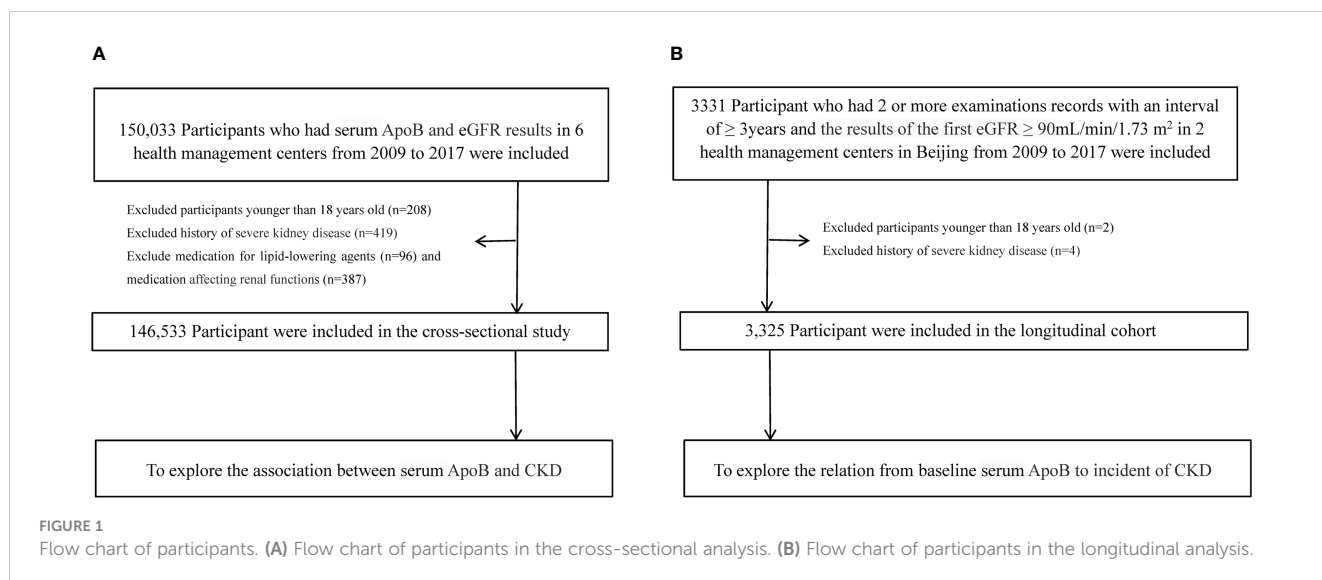 A
150,033 Participants who had serum ApoB and eGFR results in 6
health management centers from 2009 to 2017 were included
Excluded participants younger than 18 years old (n=208)
Excluded history of severe kidney disease (n=419)
Exclude medication for lipid-lowering agents (n=96) and
medication affecting renal functions (n=387)
146,533 Participant were included in the cross-sectional study
To explore the association between serum ApoB and CKD
B
3331 Participant who had 2 or more examinations records with an interval
of ≥ 3years and the results of the first eGFR ≥ 90mL/min/1.73 m² in 2
health management centers in Beijing from 2009 to 2017 were included
Excluded participants younger than 18 years old (n=2)
Excluded history of severe kidney disease (n=4)
3,325 Participant were included in the longitudinal cohort
To explore the relation from baseline serum ApoB to incident of CKD
FIGURE 1
Flow chart of participants. (A) Flow chart of participants in the cross-sectional analysis. (B) Flow chart of participants in the longitudinal analysis.